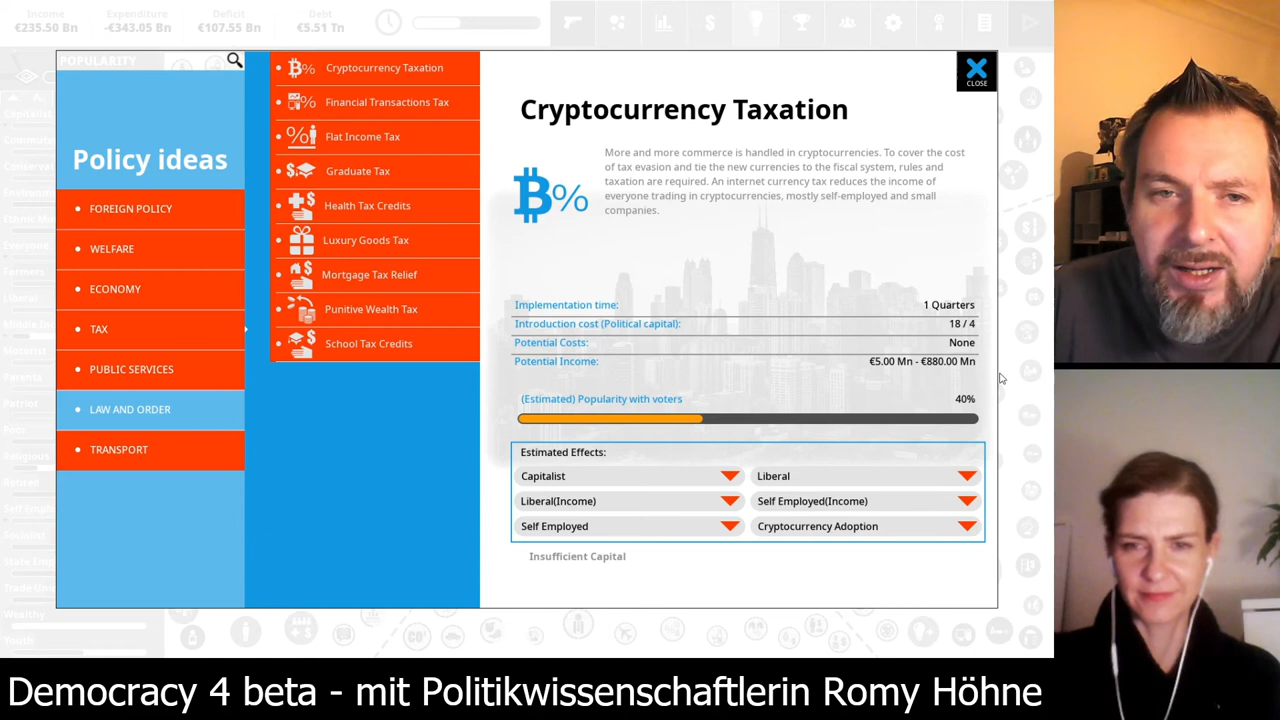 Income
Expenditure
Deficit
Debt
€235.50 Bn
-€343.05 Bn
€107.55 Bn
€5.51 Tn
POPULARITY
Policy ideas
FOREIGN POLICY
WELFARE
ECONOMY
TAX
PUBLIC SERVICES
LAW AND ORDER
TRANSPORT
Cryptocurrency Taxation
Financial Transactions Tax
Flat Income Tax
Graduate Tax
Health Tax Credits
Luxury Goods Tax
Mortgage Tax Relief
Punitive Wealth Tax
School Tax Credits
CLOSE
Cryptocurrency Taxation
More and more commerce is handled in cryptocurrencies. To cover the cost
of tax evasion and tie the new currencies to the fiscal system, rules and
taxation are required. An internet currency tax reduces the income of
everyone trading in cryptocurrencies, mostly self-employed and small
companies.
Implementation time: 1 Quarters
Introduction cost (Political capital): 18 / 4
Potential Costs: None
Potential Income: €5.00 Mn - €880.00 Mn
(Estimated) Popularity with voters 40%
Estimated Effects:
Capitalist
Liberal
Liberal(Income)
Self Employed(Income)
Self Employed
Cryptocurrency Adoption
Insufficient Capital
Wealthy
Youth
Democracy 4 beta - mit Politikwissenschaftlerin Romy Höhne